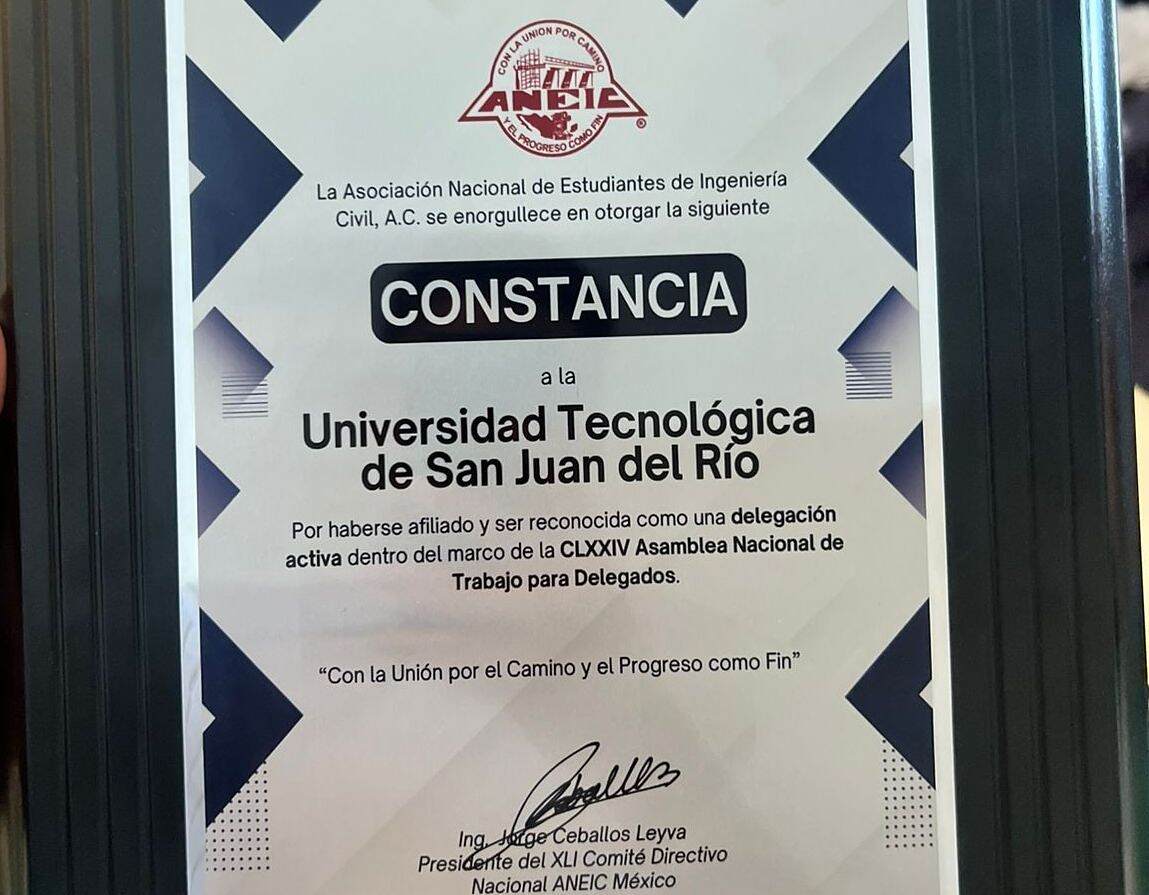 CON LA UNION POR CAMINO
ANEIC
Y EL PROGRESO COMO FIN
®
La Asociación Nacional de Estudiantes de Ingeniería
Civil, A.C. se enorgullece en otorgar la siguiente
CONSTANCIA
a la
Universidad Tecnológica
de San Juan del Río
Por haberse afiliado y ser reconocida como una delegación
activa dentro del marco de la CLXXIV Asamblea Nacional de
Trabajo para Delegados.
“Con la Unión por el Camino y el Progreso como Fin”
Ceballos
Ing. Jorge Ceballos Leyva
Presidente del XLI Comité Directivo
Nacional ANEIC México